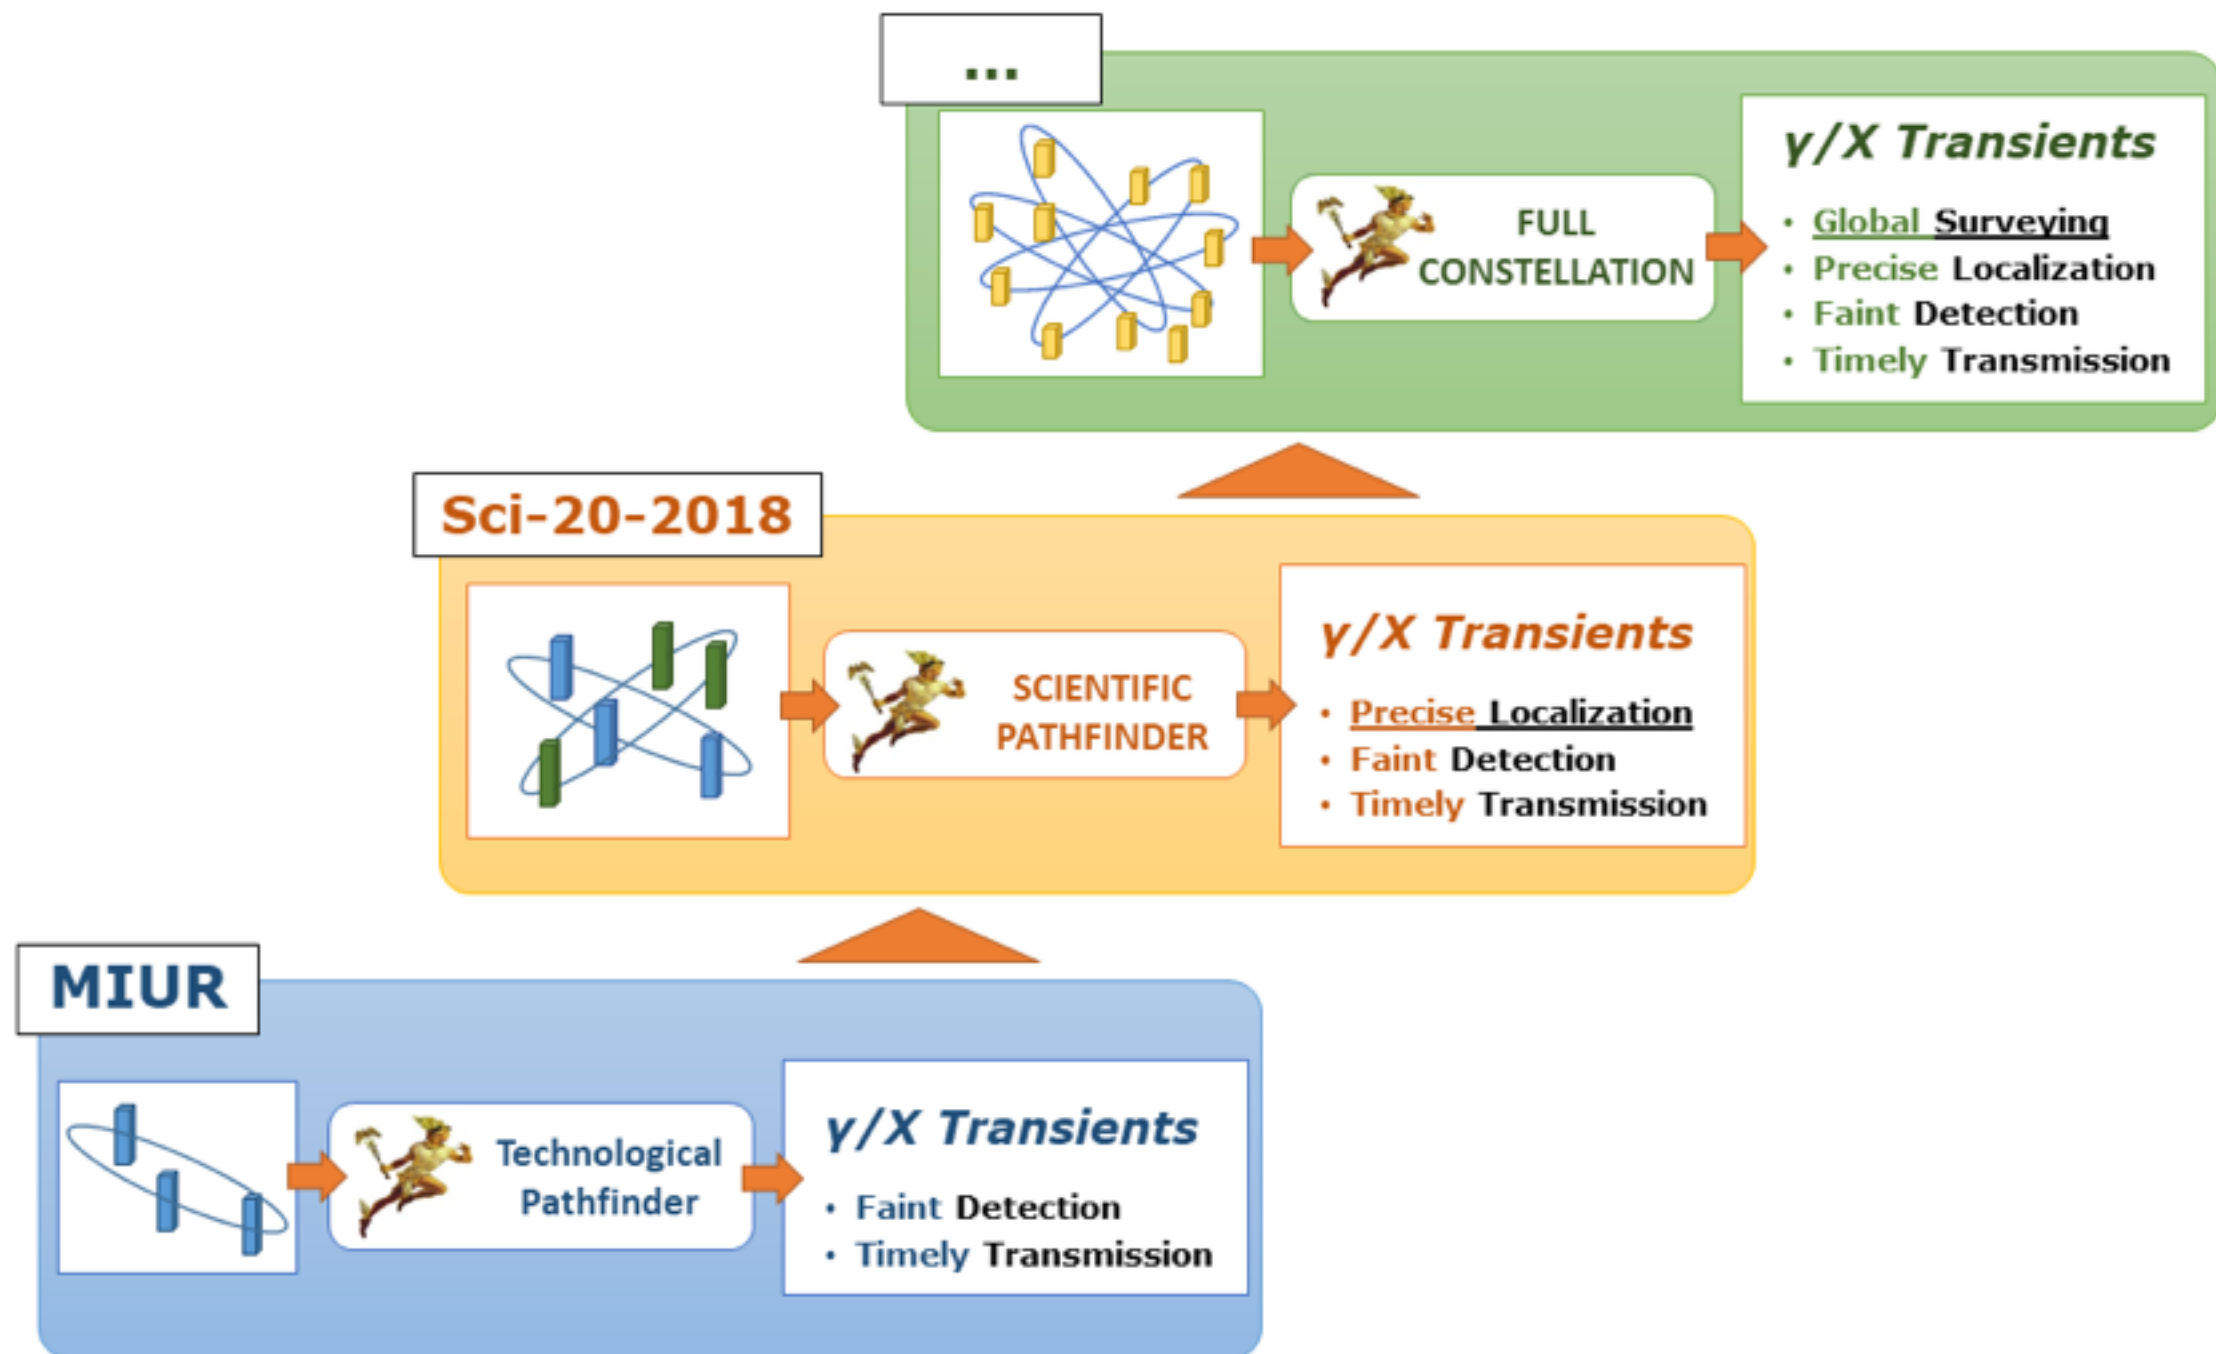 ...
γ/X Transients
• Global Surveying
• Precise Localization
• Faint Detection
• Timely Transmission
FULL
CONSTELLATION
Sci-20-2018
SCIENTIFIC
PATHFINDER
γ/X Transients
• Precise Localization
• Faint Detection
• Timely Transmission
MIUR
Technological
Pathfinder
γ/X Transients
• Faint Detection
• Timely Transmission